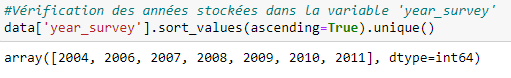 #Vérification des années stockées dans la variable 'year_survey'
data['year_survey'].sort_values(ascending=True).unique()
array([2004, 2006, 2007, 2008, 2009, 2010, 2011], dtype=int64)